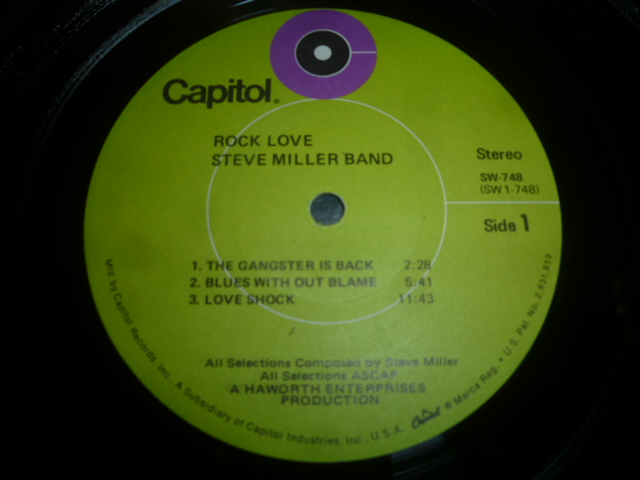 Capitol®
ROCK LOVE
STEVE MILLER BAND
Stereo
SW-748
(SW1-748)
Side 1
1. THE GANGSTER IS BACK 2:28
2. BLUES WITH OUT BLAME 5:41
3. LOVE SHOCK 11:43
All Selections Composed by Steve Miller
All Selections ASCAP
A HAWORTH ENTERPRISES
PRODUCTION
Mfd. by Capitol Records, Inc. A Subsidiary of Capitol Industries, Inc., U.S.A. Capitol ® Marca Reg. • U.S. Pat. No. 2,631,859